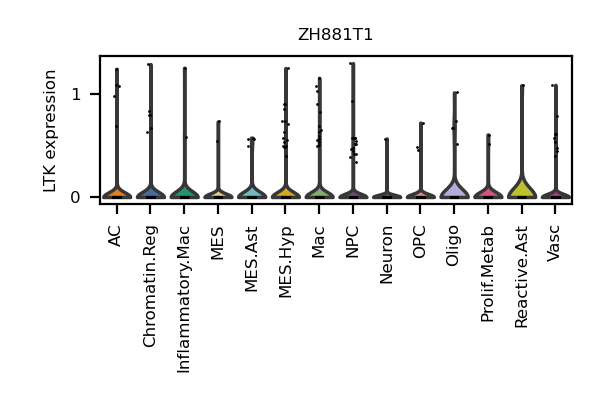 ZH881T1
LTK expression
1
0
AC
Chromatin.Reg
Inflammatory.Mac
MES
MES.Ast
MES.Hyp
Mac
NPC
Neuron
OPC
Oligo
Prolif.Metab
Reactive.Ast
Vasc